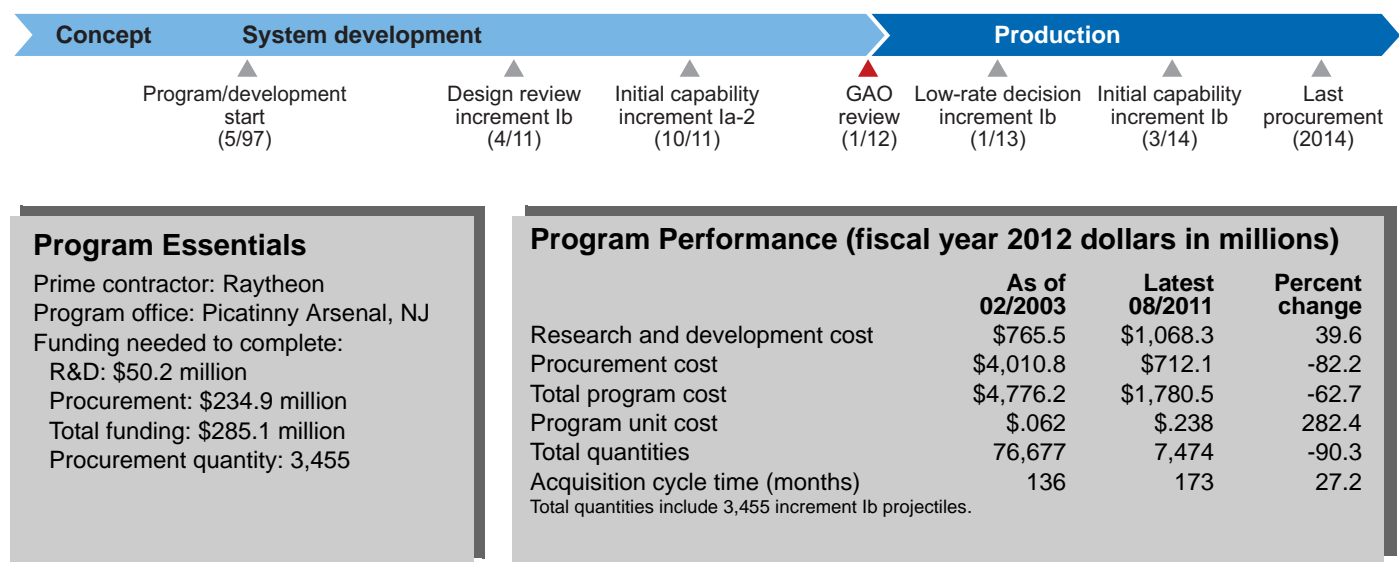 Concept System development Production
Program/development
start
(5/97)
Design review
increment Ib
(4/11)
Initial capability
increment Ia-2
(10/11)
GAO
review
(1/12)
Low-rate decision
increment Ib
(1/13)
Initial capability
increment Ib
(3/14)
Last
procurement
(2014)
Program Essentials
Prime contractor: Raytheon
Program office: Picatinny Arsenal, NJ
Funding needed to complete:
R&D: $50.2 million
Procurement: $234.9 million
Total funding: $285.1 million
Procurement quantity: 3,455
Program Performance (fiscal year 2012 dollars in millions)
As of Latest Percent
02/2003 08/2011 change
Research and development cost $765.5 $1,068.3 39.6
Procurement cost $4,010.8 $712.1 -82.2
Total program cost $4,776.2 $1,780.5 -62.7
Program unit cost $.062 $.238 282.4
Total quantities 76,677 7,474 -90.3
Acquisition cycle time (months) 136 173 27.2
Total quantities include 3,455 increment Ib projectiles.